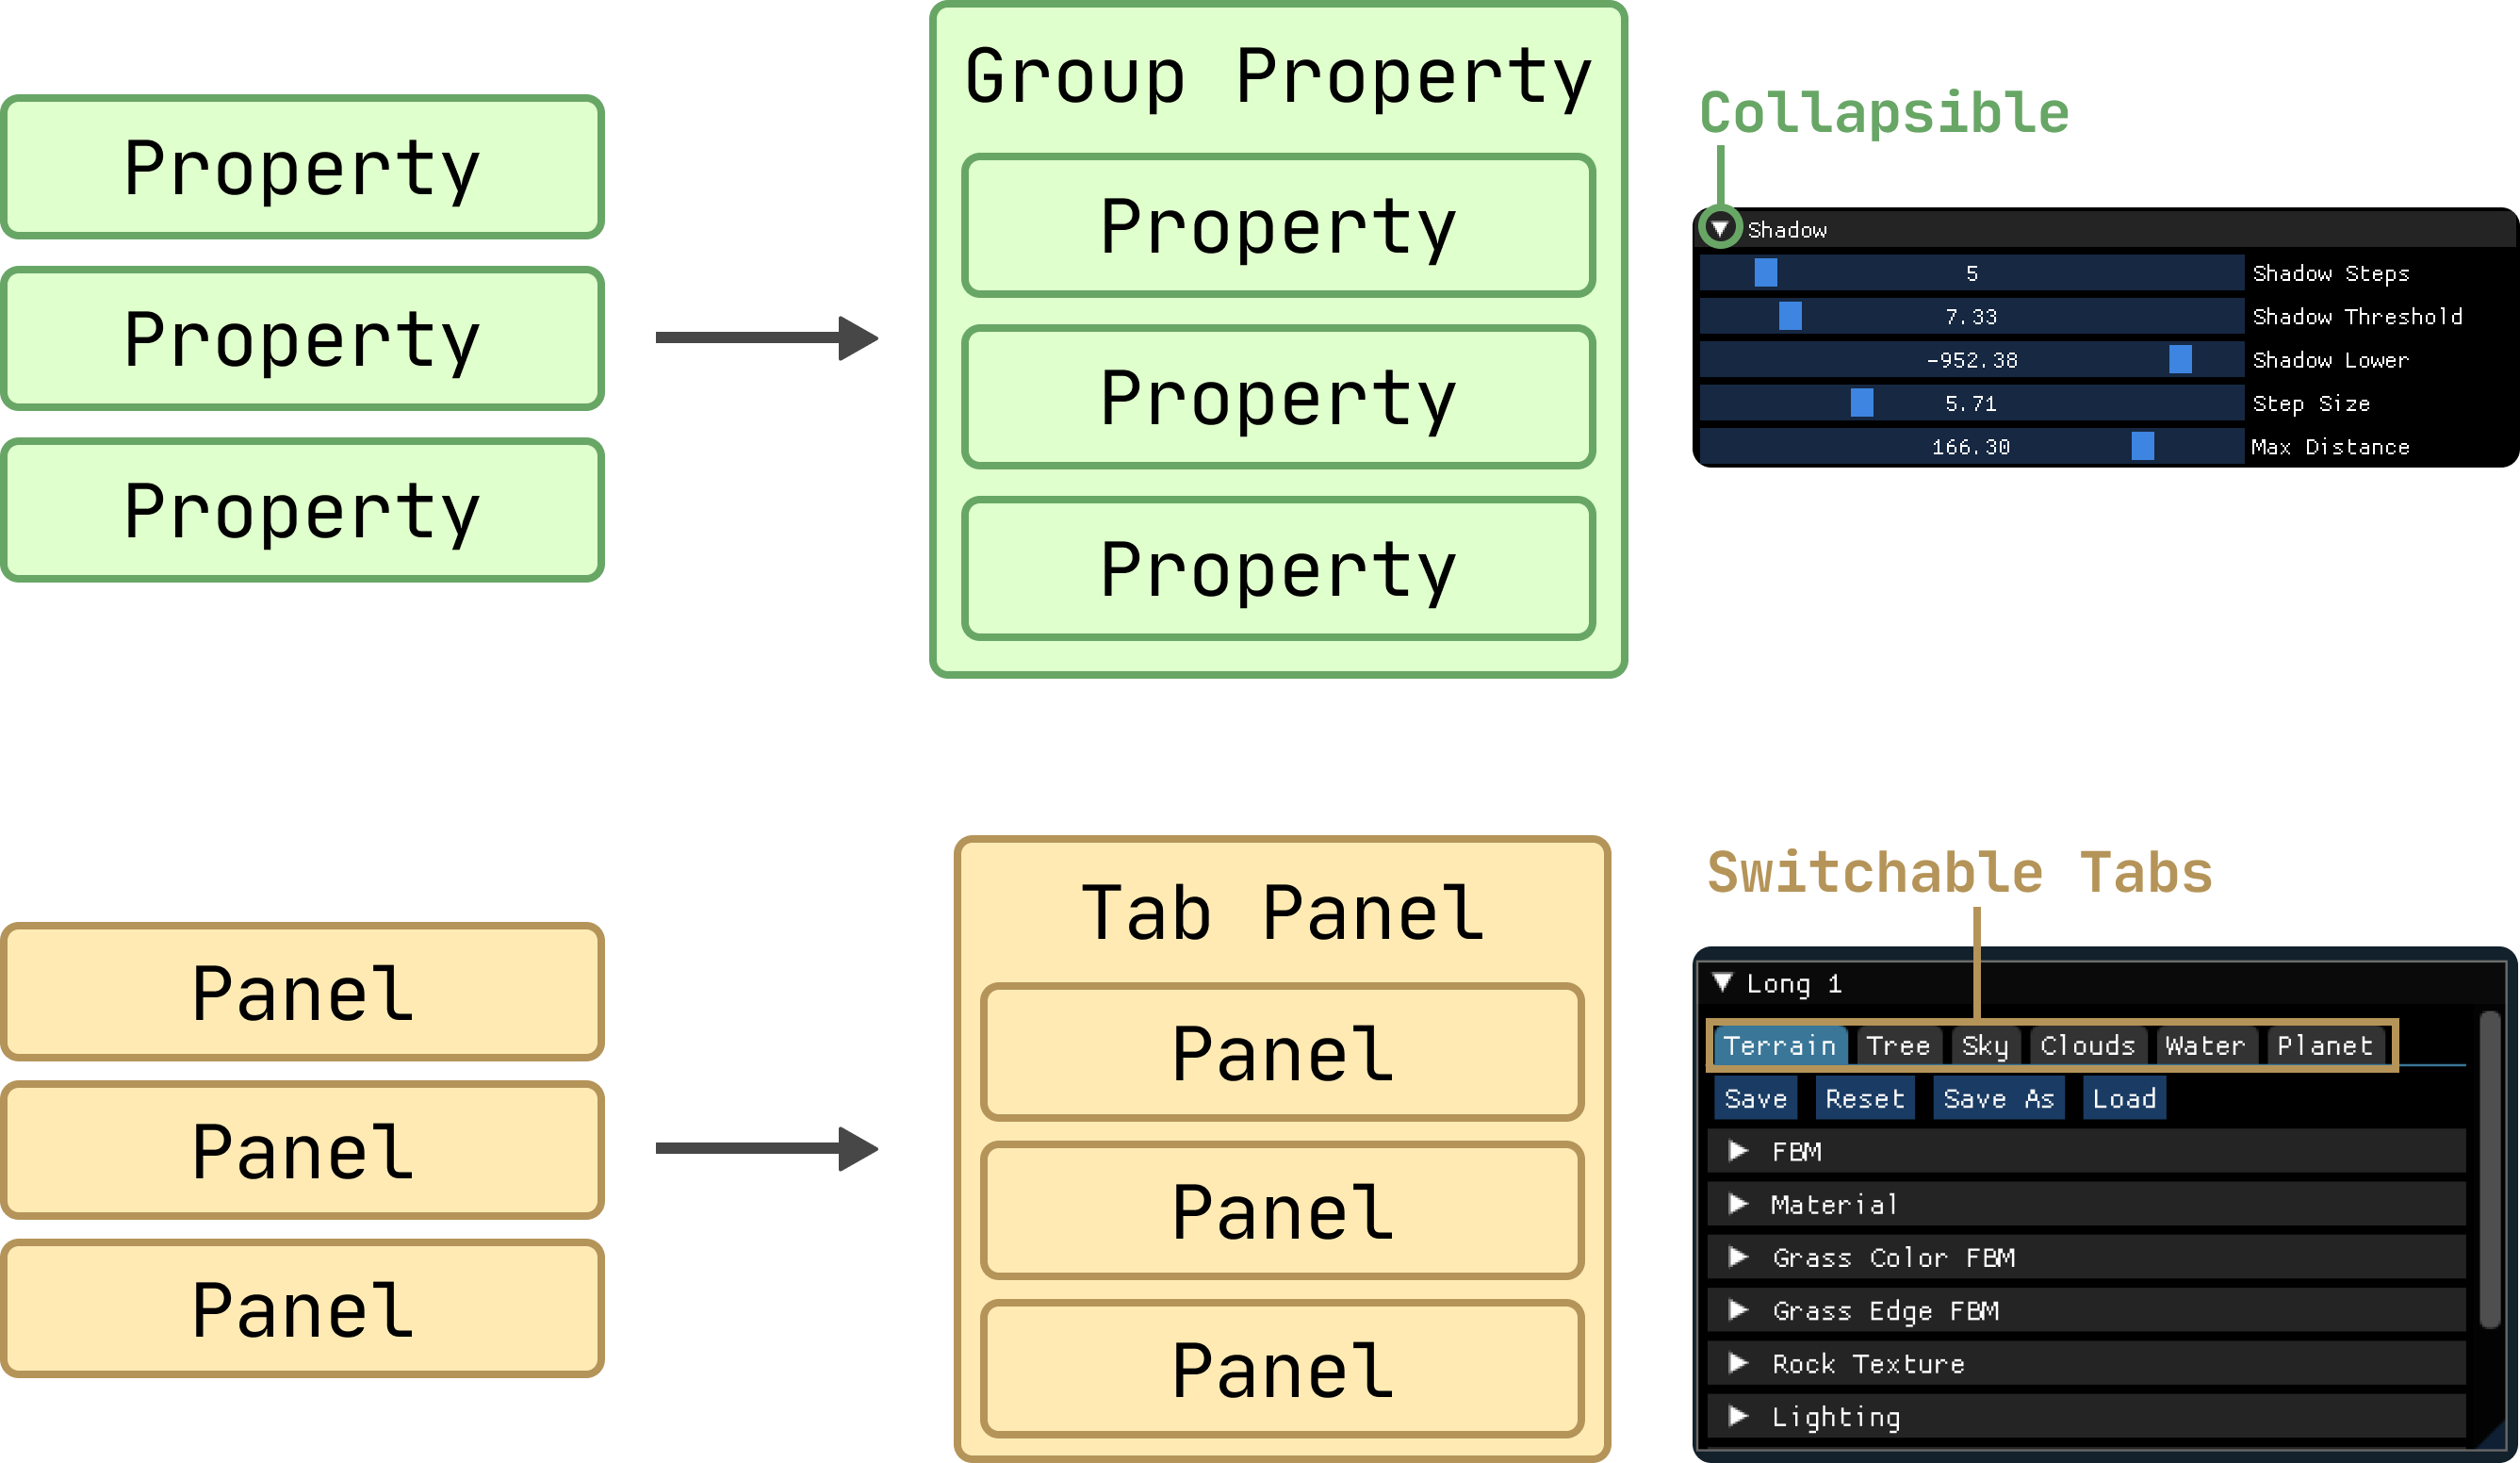 Property
Property
Property
Group Property
Property
Property
Property
Collapsible
Shadow
5 Shadow Steps
7.33 Shadow Threshold
-952.38 Shadow Lower
5.71 Step Size
166.30 Max Distance
Panel
Panel
Panel
Tab Panel
Panel
Panel
Panel
Switchable Tabs
Long 1
Terrain Tree Sky Clouds Water Planet
Save Reset Save As Load
FBM
Material
Grass Color FBM
Grass Edge FBM
Rock Texture
Lighting